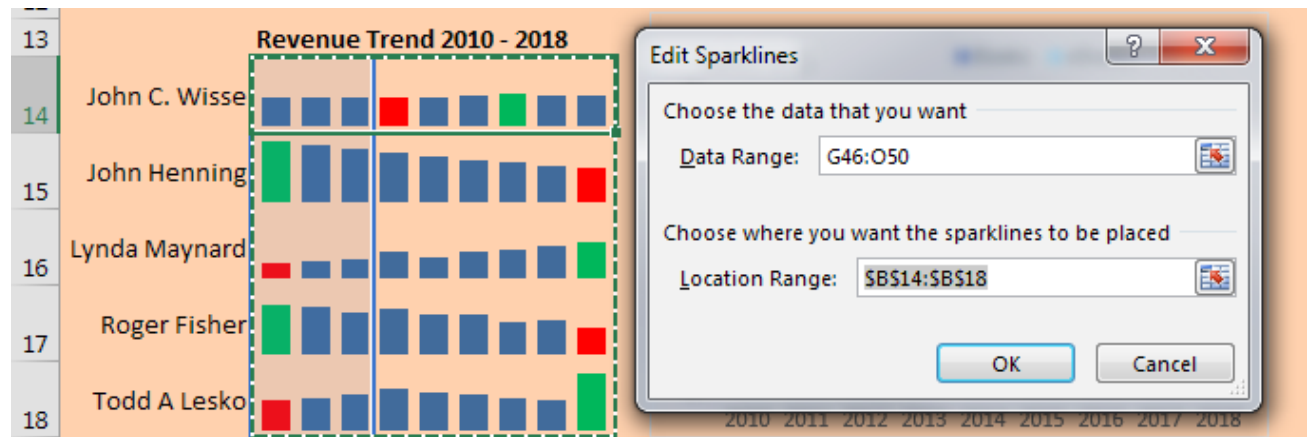 13
Revenue Trend 2010 - 2018
John C. Wisse
14
John Henning
15
Lynda Maynard
16
Roger Fisher
17
Todd A Lesko
18
Edit Sparklines
?
X
Choose the data that you want
Data Range: G46:O50
Choose where you want the sparklines to be placed
Location Range: $B$14:$B$18
OK
Cancel
2010 2011 2012 2013 2014 2015 2016 2017 2018